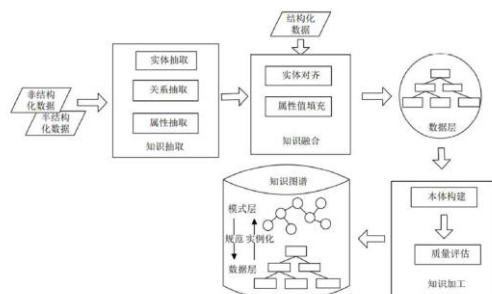 结构化
数据
实体抽取
关系抽取
属性抽取
知识抽取
非结构
化数据
半结构
化数据
实体对齐
属性值填充
知识融合
数据层
知识图谱
模式层
规范 实例化
数据层
本体构建
质量评估
知识加工